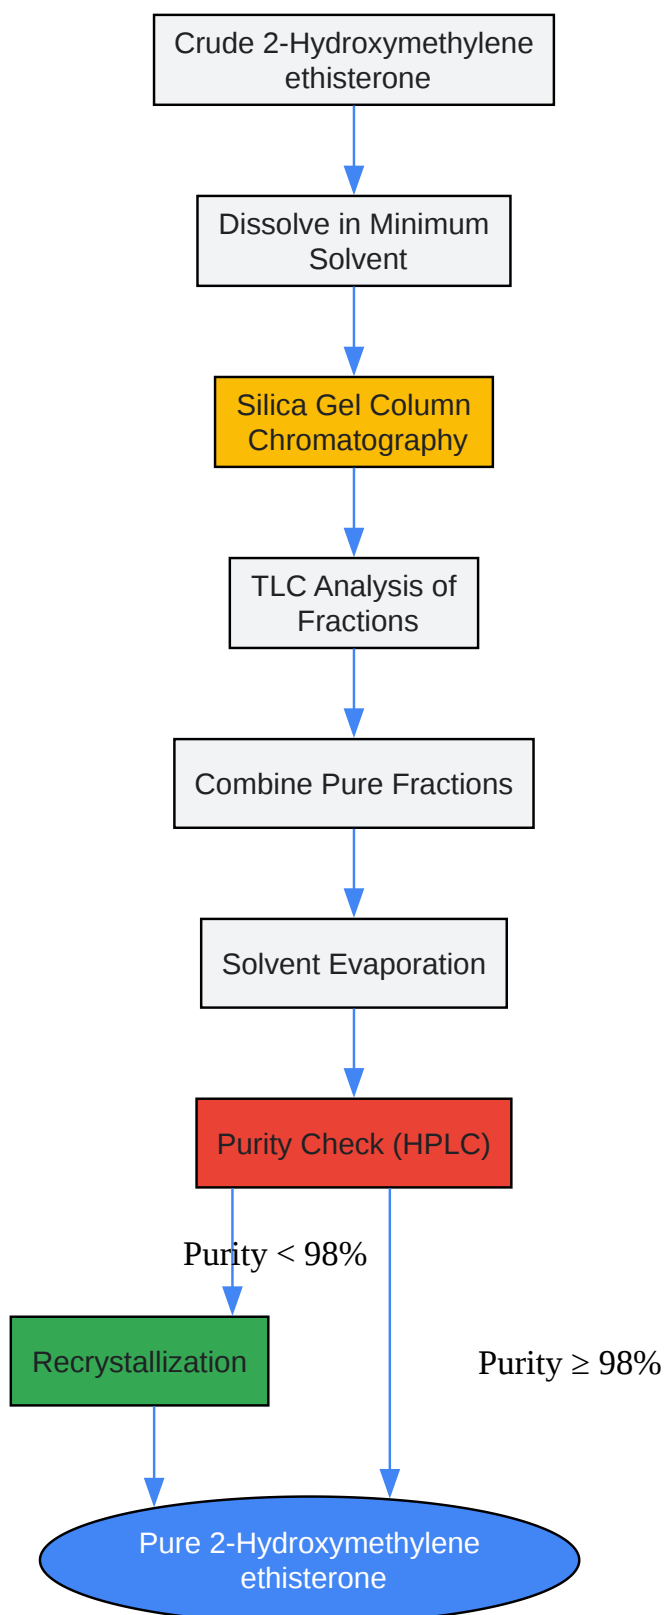 Crude 2-Hydroxymethylene
ethisterone
Dissolve in Minimum
Solvent
Silica Gel Column
Chromatography
TLC Analysis of
Fractions
Combine Pure Fractions
Solvent Evaporation
Purity Check (HPLC)
Purity < 98%
Recrystallization
Purity ≥ 98%
Pure 2-Hydroxymethylene
ethisterone